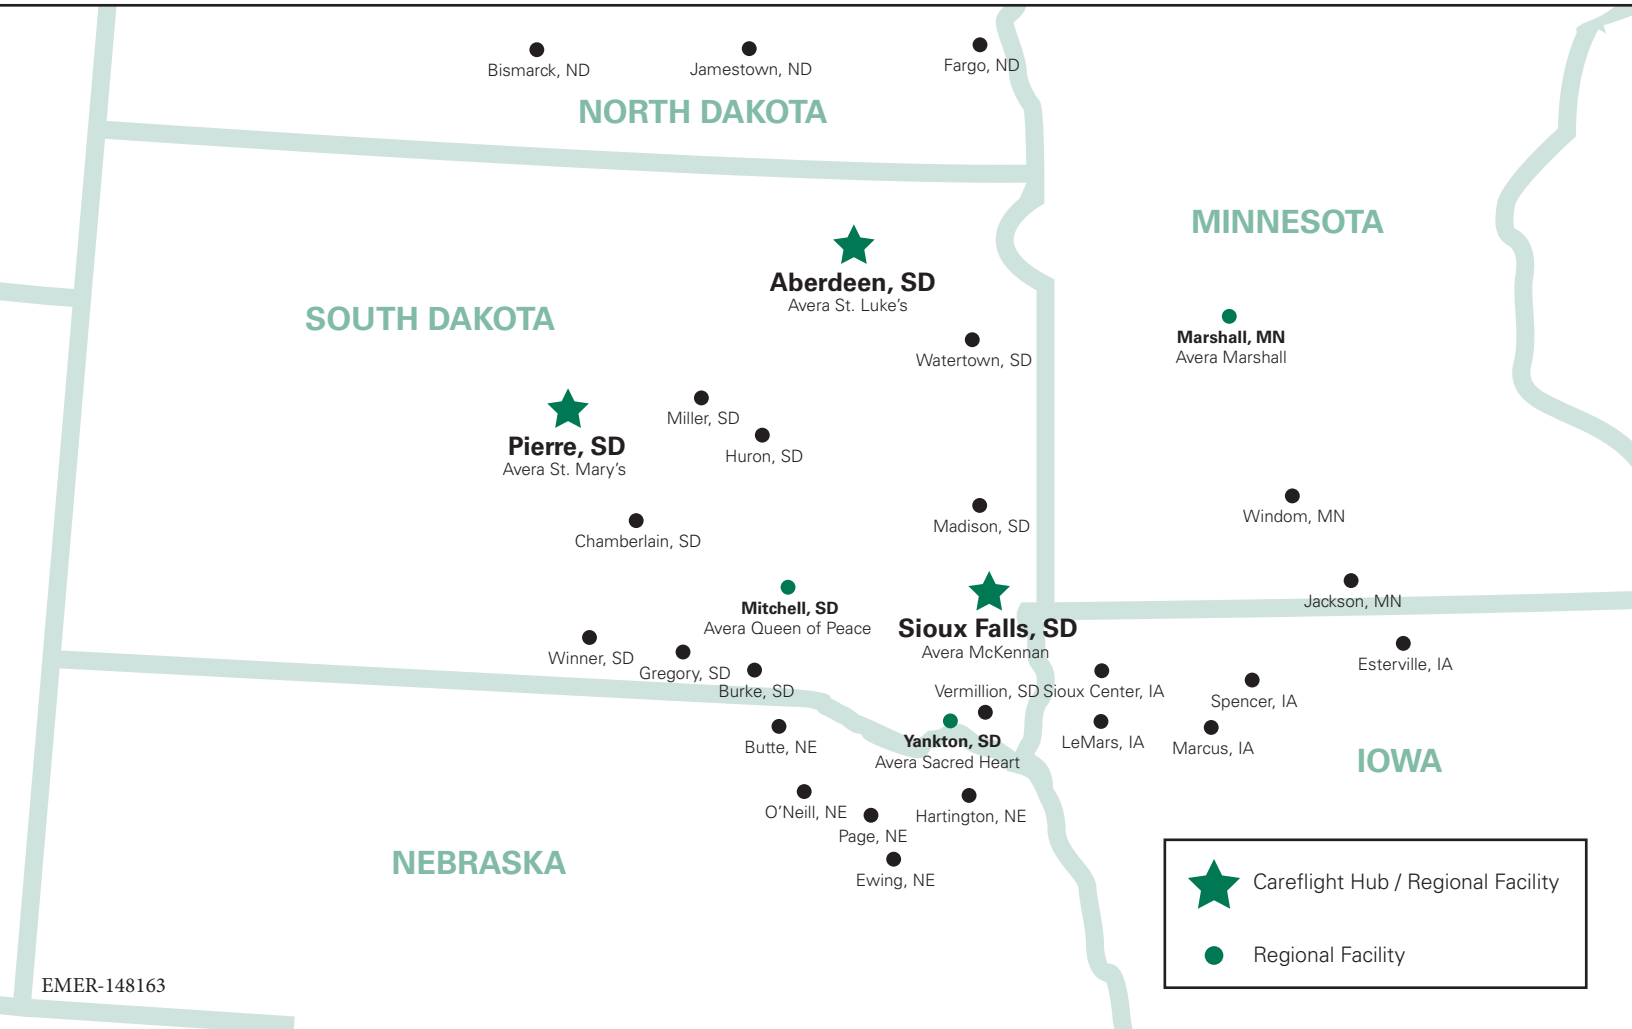 Bismarck, ND
Jamestown, ND
Fargo, ND
NORTH DAKOTA
MINNESOTA
Aberdeen, SD
Avera St. Luke's
SOUTH DAKOTA
Marshall, MN
Avera Marshall
Watertown, SD
Miller, SD
Pierre, SD
Avera St. Mary's
Huron, SD
Madison, SD
Windom, MN
Chamberlain, SD
Mitchell, SD
Avera Queen of Peace
Sioux Falls, SD
Avera McKennan
Jackson, MN
Winner, SD
Gregory, SD
Burke, SD
Vermillion, SD
Sioux Center, IA
Esterville, IA
Spencer, IA
Butte, NE
Yankton, SD
Avera Sacred Heart
LeMars, IA
Marcus, IA
IOWA
O'Neill, NE
Page, NE
Hartington, NE
Ewing, NE
NEBRASKA
Careflight Hub / Regional Facility
Regional Facility
EMER-148163